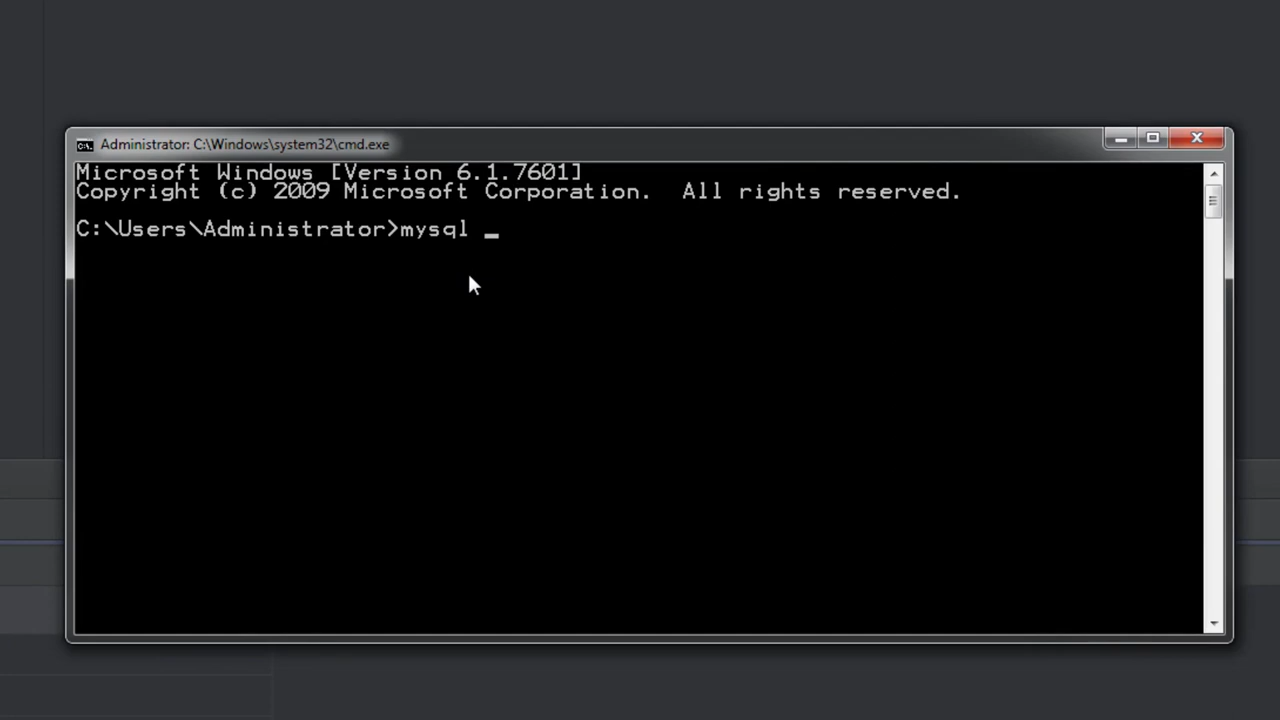 Administrator: C:\Windows\system32\cmd.exe
Microsoft Windows [Version 6.1.7601]
Copyright (c) 2009 Microsoft Corporation.  All rights reserved.
C:\Users\Administrator>mysql _